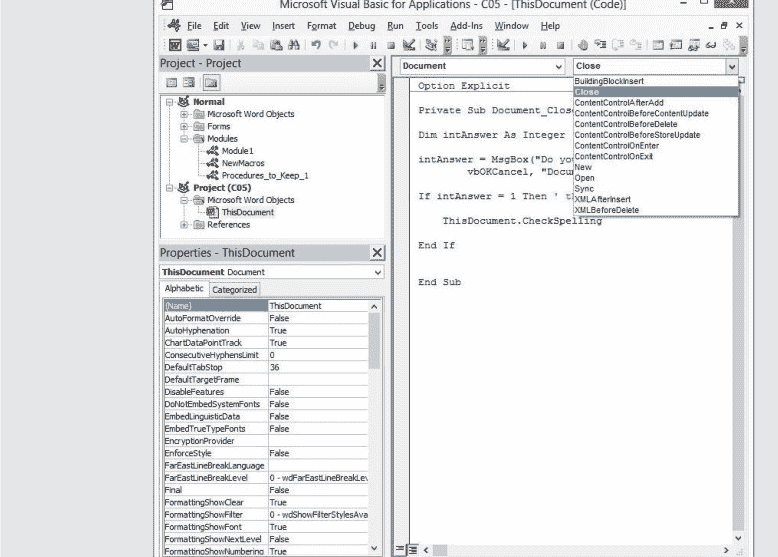 Microsoft Visual Basic for Applications - C05 - [ThisDocument (Code)]
File Edit View Insert Format Debug Run Tools Add-Ins Window Help
Project - Project
Normal
Microsoft Word Objects
Forms
Modules
Module1
NewMacros
Procedures_to_Keep_1
Project (C05)
Microsoft Word Objects
ThisDocument
References
Properties - ThisDocument
ThisDocument Document
Alphabetic Categorized
(Name) ThisDocument
AutoFormatOverride False
AutoHyphenation True
ChartDataPointTrack True
ConsecutiveHyphensLimit 0
DefaultTabStop 36
DefaultTargetFrame
DisableFeatures False
DoNotEmbedSystemFonts False
EmbedLinguisticData False
EmbedTrueTypeFonts False
EncryptionProvider
EnforceStyle False
FarEastLineBreakLanguage
FarEastLineBreakLevel 0 - wdFarEastLineBreakLev
Final False
FormattingShowClear True
FormattingShowFilter 0 - wdShowFilterStylesAva
FormattingShowFont True
FormattingShowNextLevel False
FormattingShowNumbering True
Document Close
Option Explicit
Private Sub Document_Clos
Dim intAnswer As Integer
intAnswer = MsgBox("Do you
vbOKCancel, "Docum
If intAnswer = 1 Then ' th
ThisDocument.CheckSpelling
End If
End Sub
BuildingBlockInsert
Close
ContentControlAfterAdd
ContentControlBeforeContentUpdate
ContentControlBeforeDelete
ContentControlBeforeStoreUpdate
ContentControlOnEnter
ContentControlOnExit
New
Open
Sync
XMLAfterInsert
XMLBeforeDelete